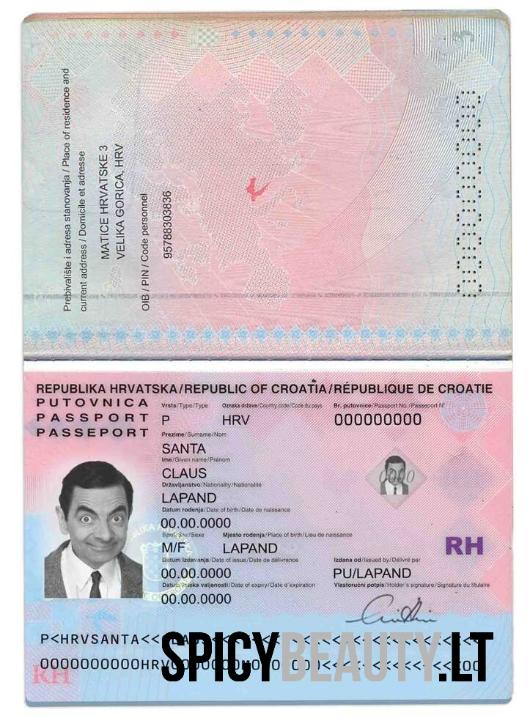 Prebivalište i adresa stanovanja / Place of residence and
current address / Domicile et adresse
MATICE HRVATSKE 3
VELIKA GORICA, HRV
OIB / PIN / Code personnel
95788303836
REPUBLIKA HRVATSKA/REPUBLIC OF CROATIA/RÉPUBLIQUE DE CROATIE
PUTOVNICA
PASSPORT
PASSEPORT
Vrsta/Type/Type Oznaka države/Country code/Code du pays Br. putovnice/Passport No./Passeport N°
P HRV 000000000
Prezime/Surname/Nom
SANTA
Ime/Given name/Prénom
CLAUS
Državljanstvo/Nationality/Nationalité
LAPAND
Datum rođenja/Date of birth/Date de naissance
00.00.0000
Spol/Sex/Sexe Mjesto rođenja/Place of birth/Lieu de naissance
M/F LAPAND
Datum izdavanja/Date of issue/Date de délivrance Izdana od/Issued by/Délivré par
00.00.0000 PU/LAPAND
Datum isteka valjanosti/Date of expiry/Date d'expiration Vlastoručni potpis/Holder's signature/Signature du titulaire
00.00.0000
RH
P<HRVSANTA<<
SPICYBEAUTY.LT
RH